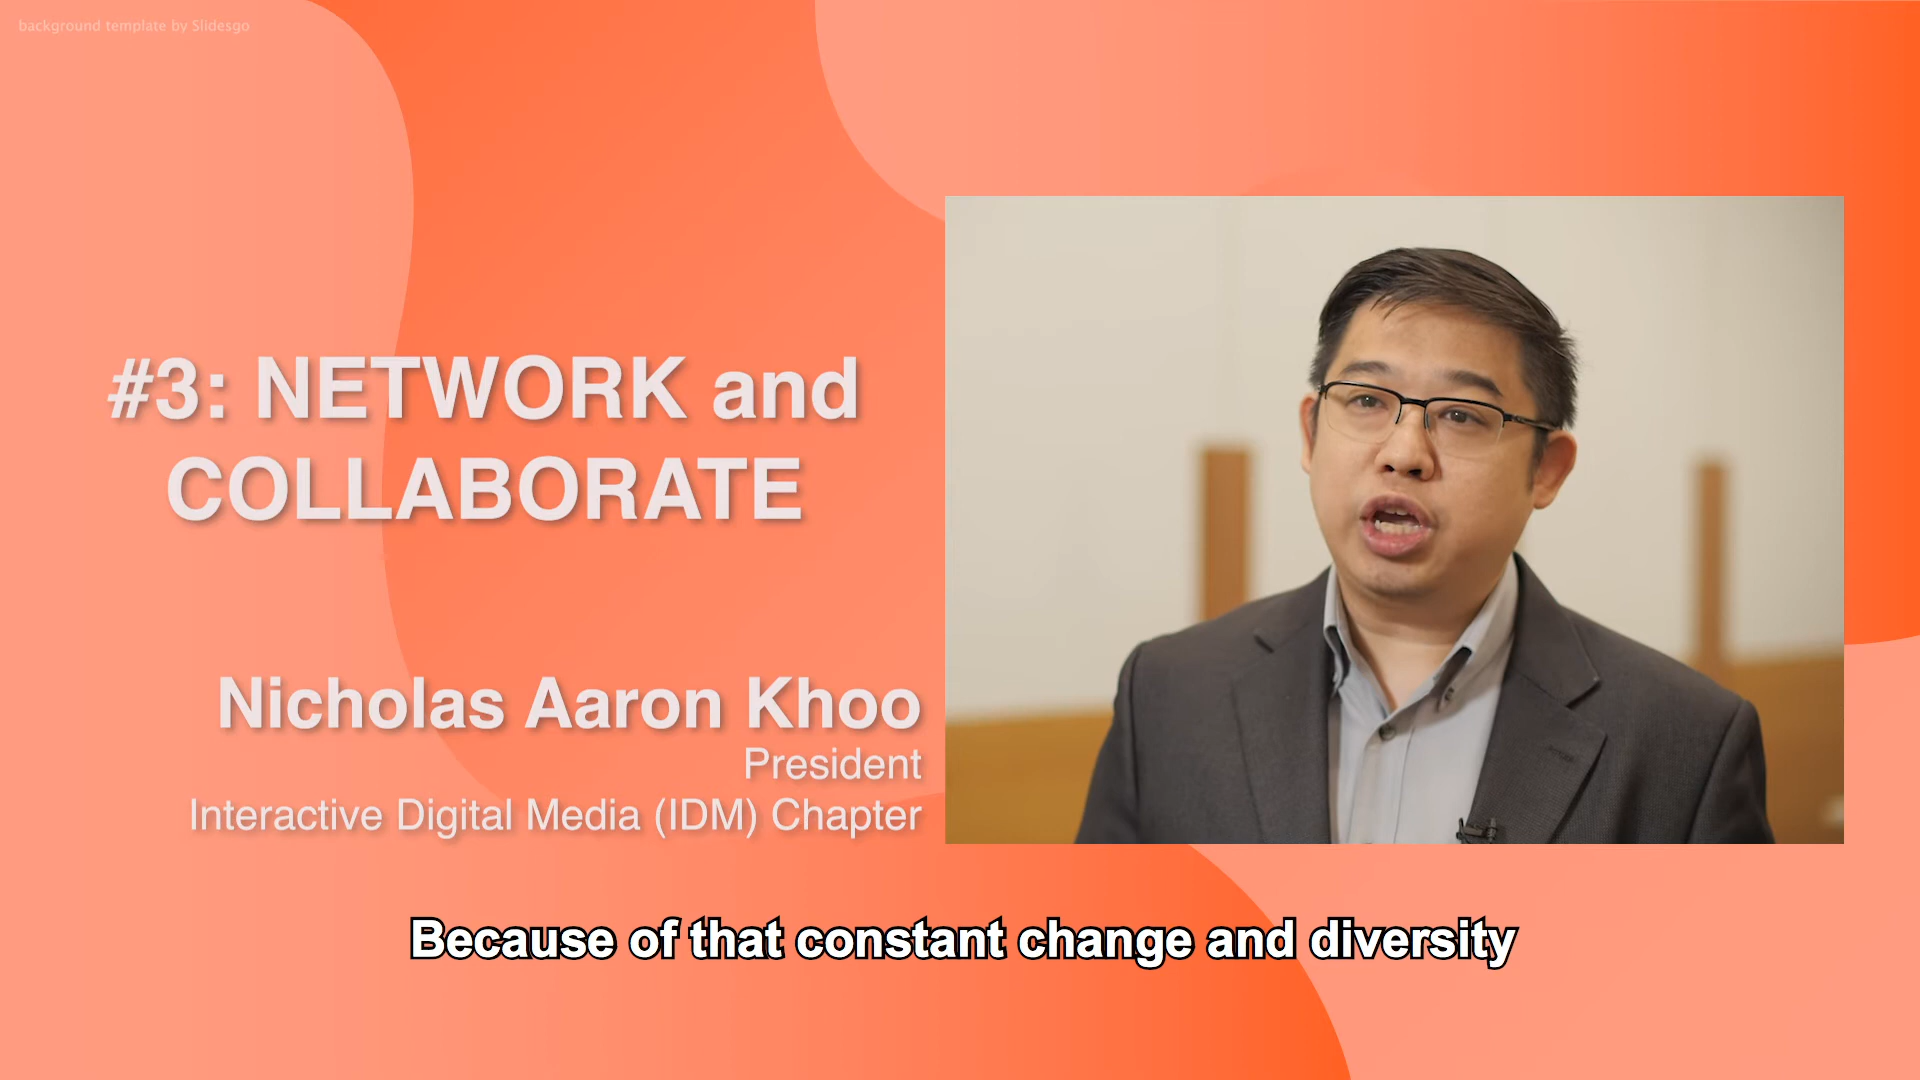 background template by Slidesgo
#3: NETWORK and
COLLABORATE
Nicholas Aaron Khoo
President
Interactive Digital Media (IDM) Chapter
Because of that constant change and diversity